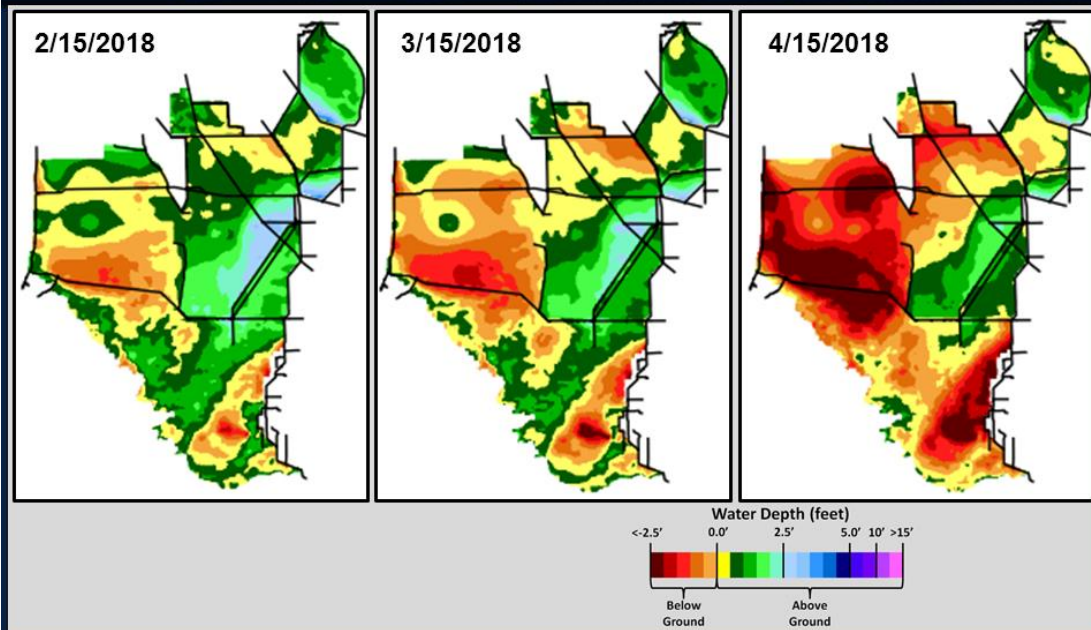 2/15/2018
3/15/2018
4/15/2018
Water Depth (feet)
<-2.5’ 0.0’ 2.5’ 5.0’ 10’ >15’
Below
Ground
Above
Ground